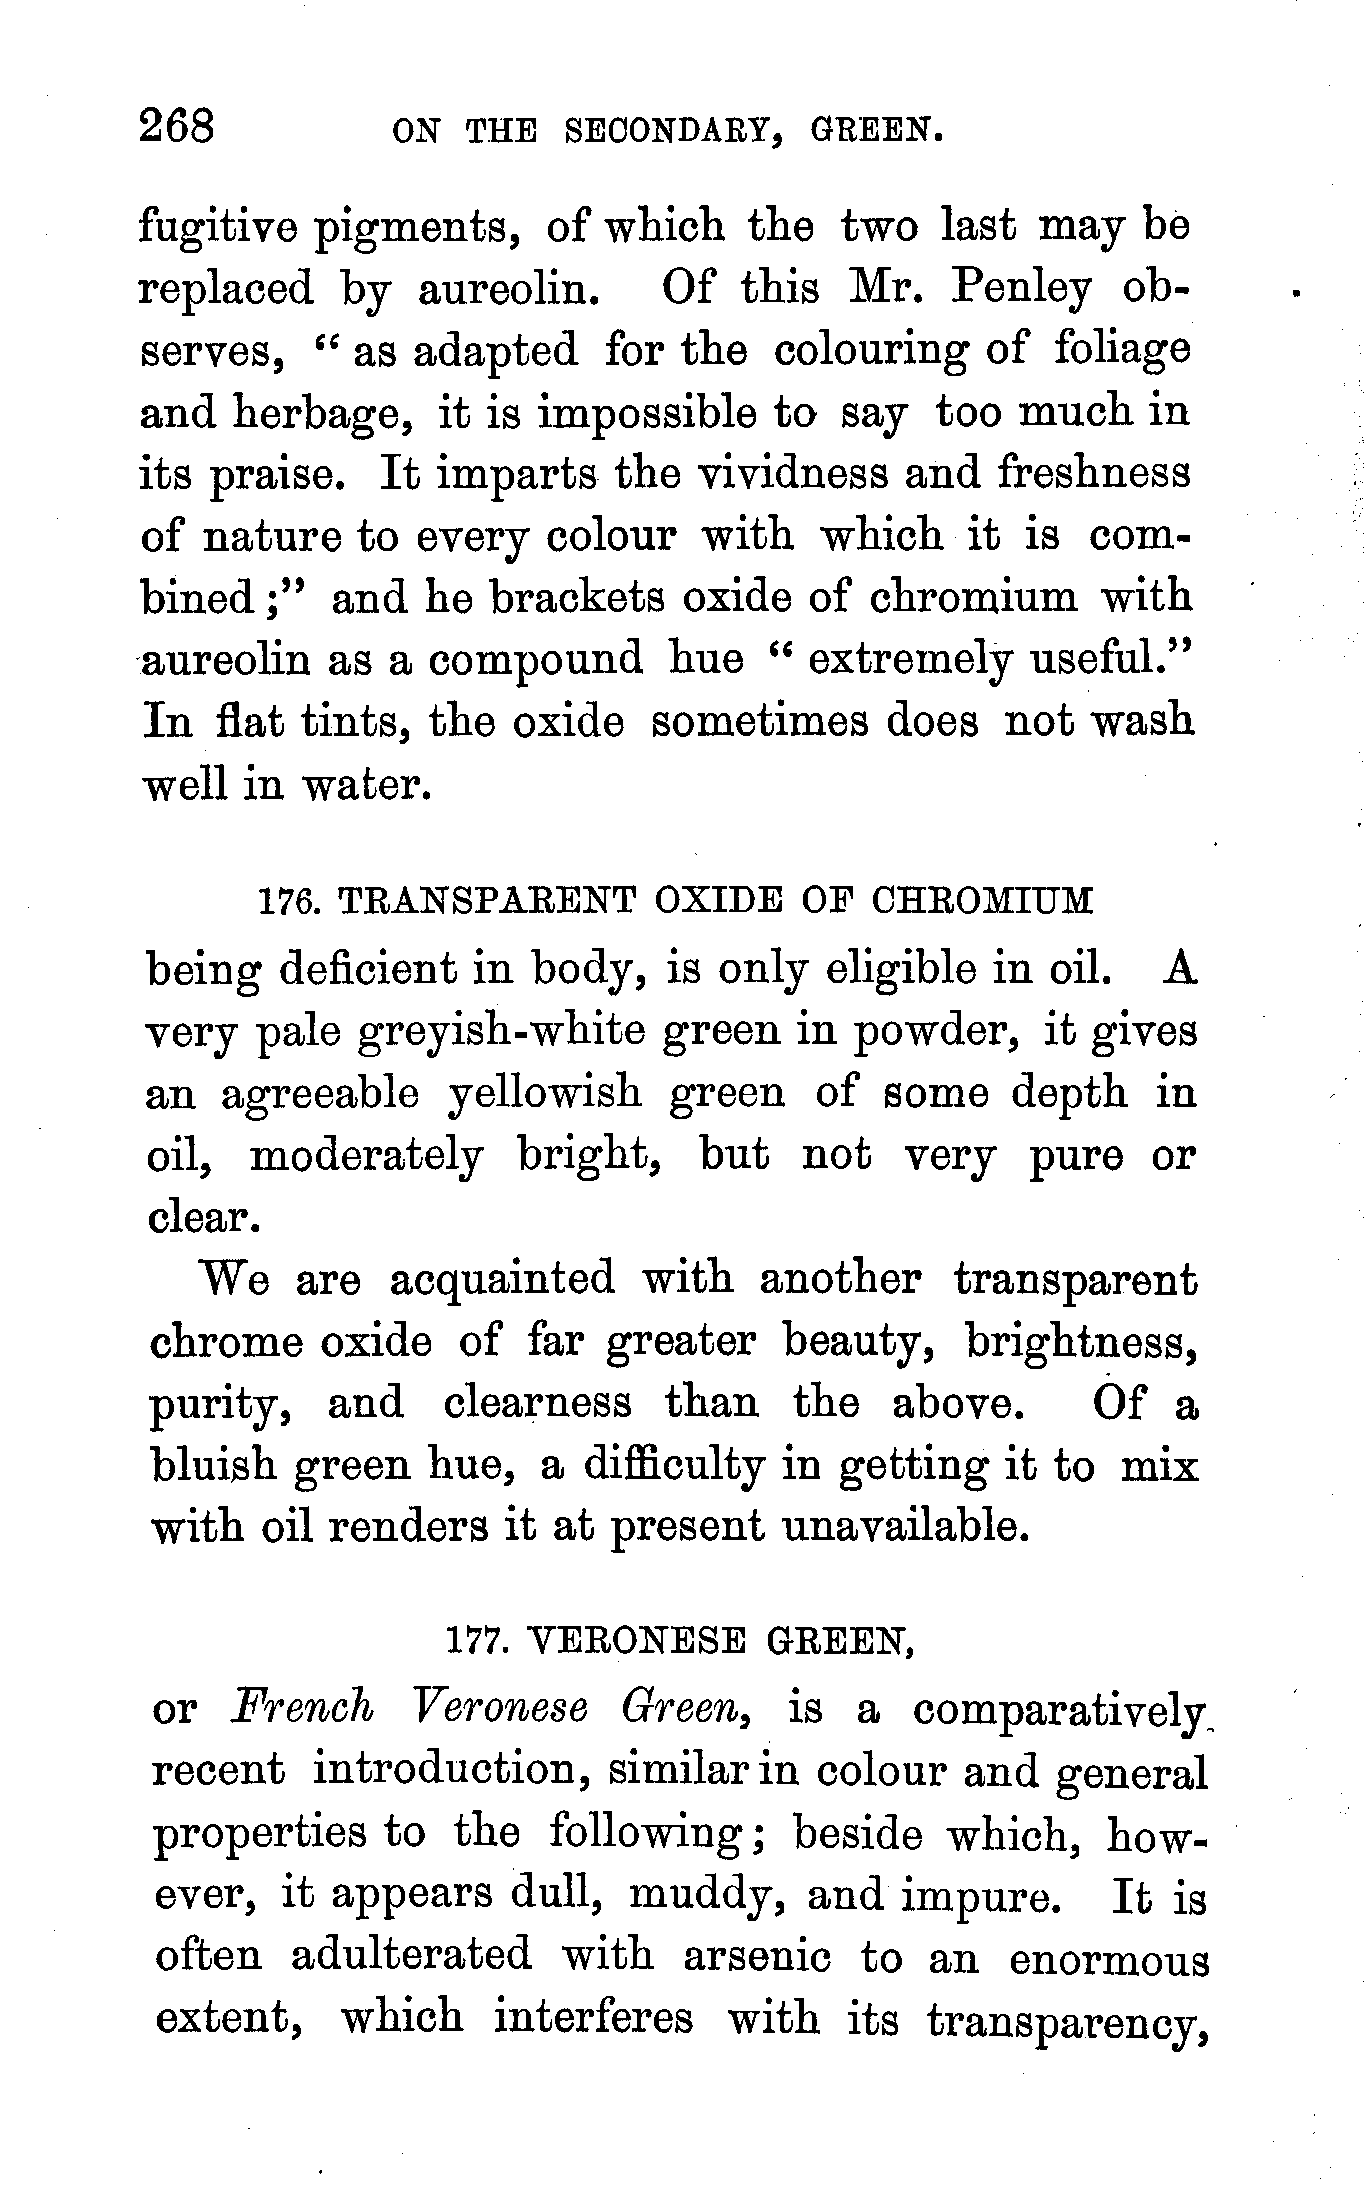 268 ON THE SECONDARY, GREEN.
fugitive pigments, of which the two last may be
replaced by aureolin. Of this Mr. Penley ob-
serves, “ as adapted for the colouring of foliage
and herbage, it is impossible to say too much in
its praise. It imparts the vividness and freshness
of nature to every colour with which it is com-
bined ;” and he brackets oxide of chromium with
aureolin as a compound hue “ extremely useful.”
In flat tints, the oxide sometimes does not wash
well in water.
176. TRANSPARENT OXIDE OF CHROMIUM
being deficient in body, is only eligible in oil. A
very pale greyish-white green in powder, it gives
an agreeable yellowish green of some depth in
oil, moderately bright, but not very pure or
clear.
We are acquainted with another transparent
chrome oxide of far greater beauty, brightness,
purity, and clearness than the above. Of a
bluish green hue, a difficulty in getting it to mix
with oil renders it at present unavailable.
177. VERONESE GREEN,
or French Veronese Green, is a comparatively
recent introduction, similar in colour and general
properties to the following ; beside which, how-
ever, it appears dull, muddy, and impure. It is
often adulterated with arsenic to an enormous
extent, which interferes with its transparency,